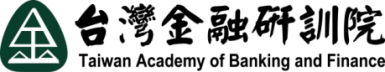 台灣金融研訓院
Taiwan Academy of Banking and Finance